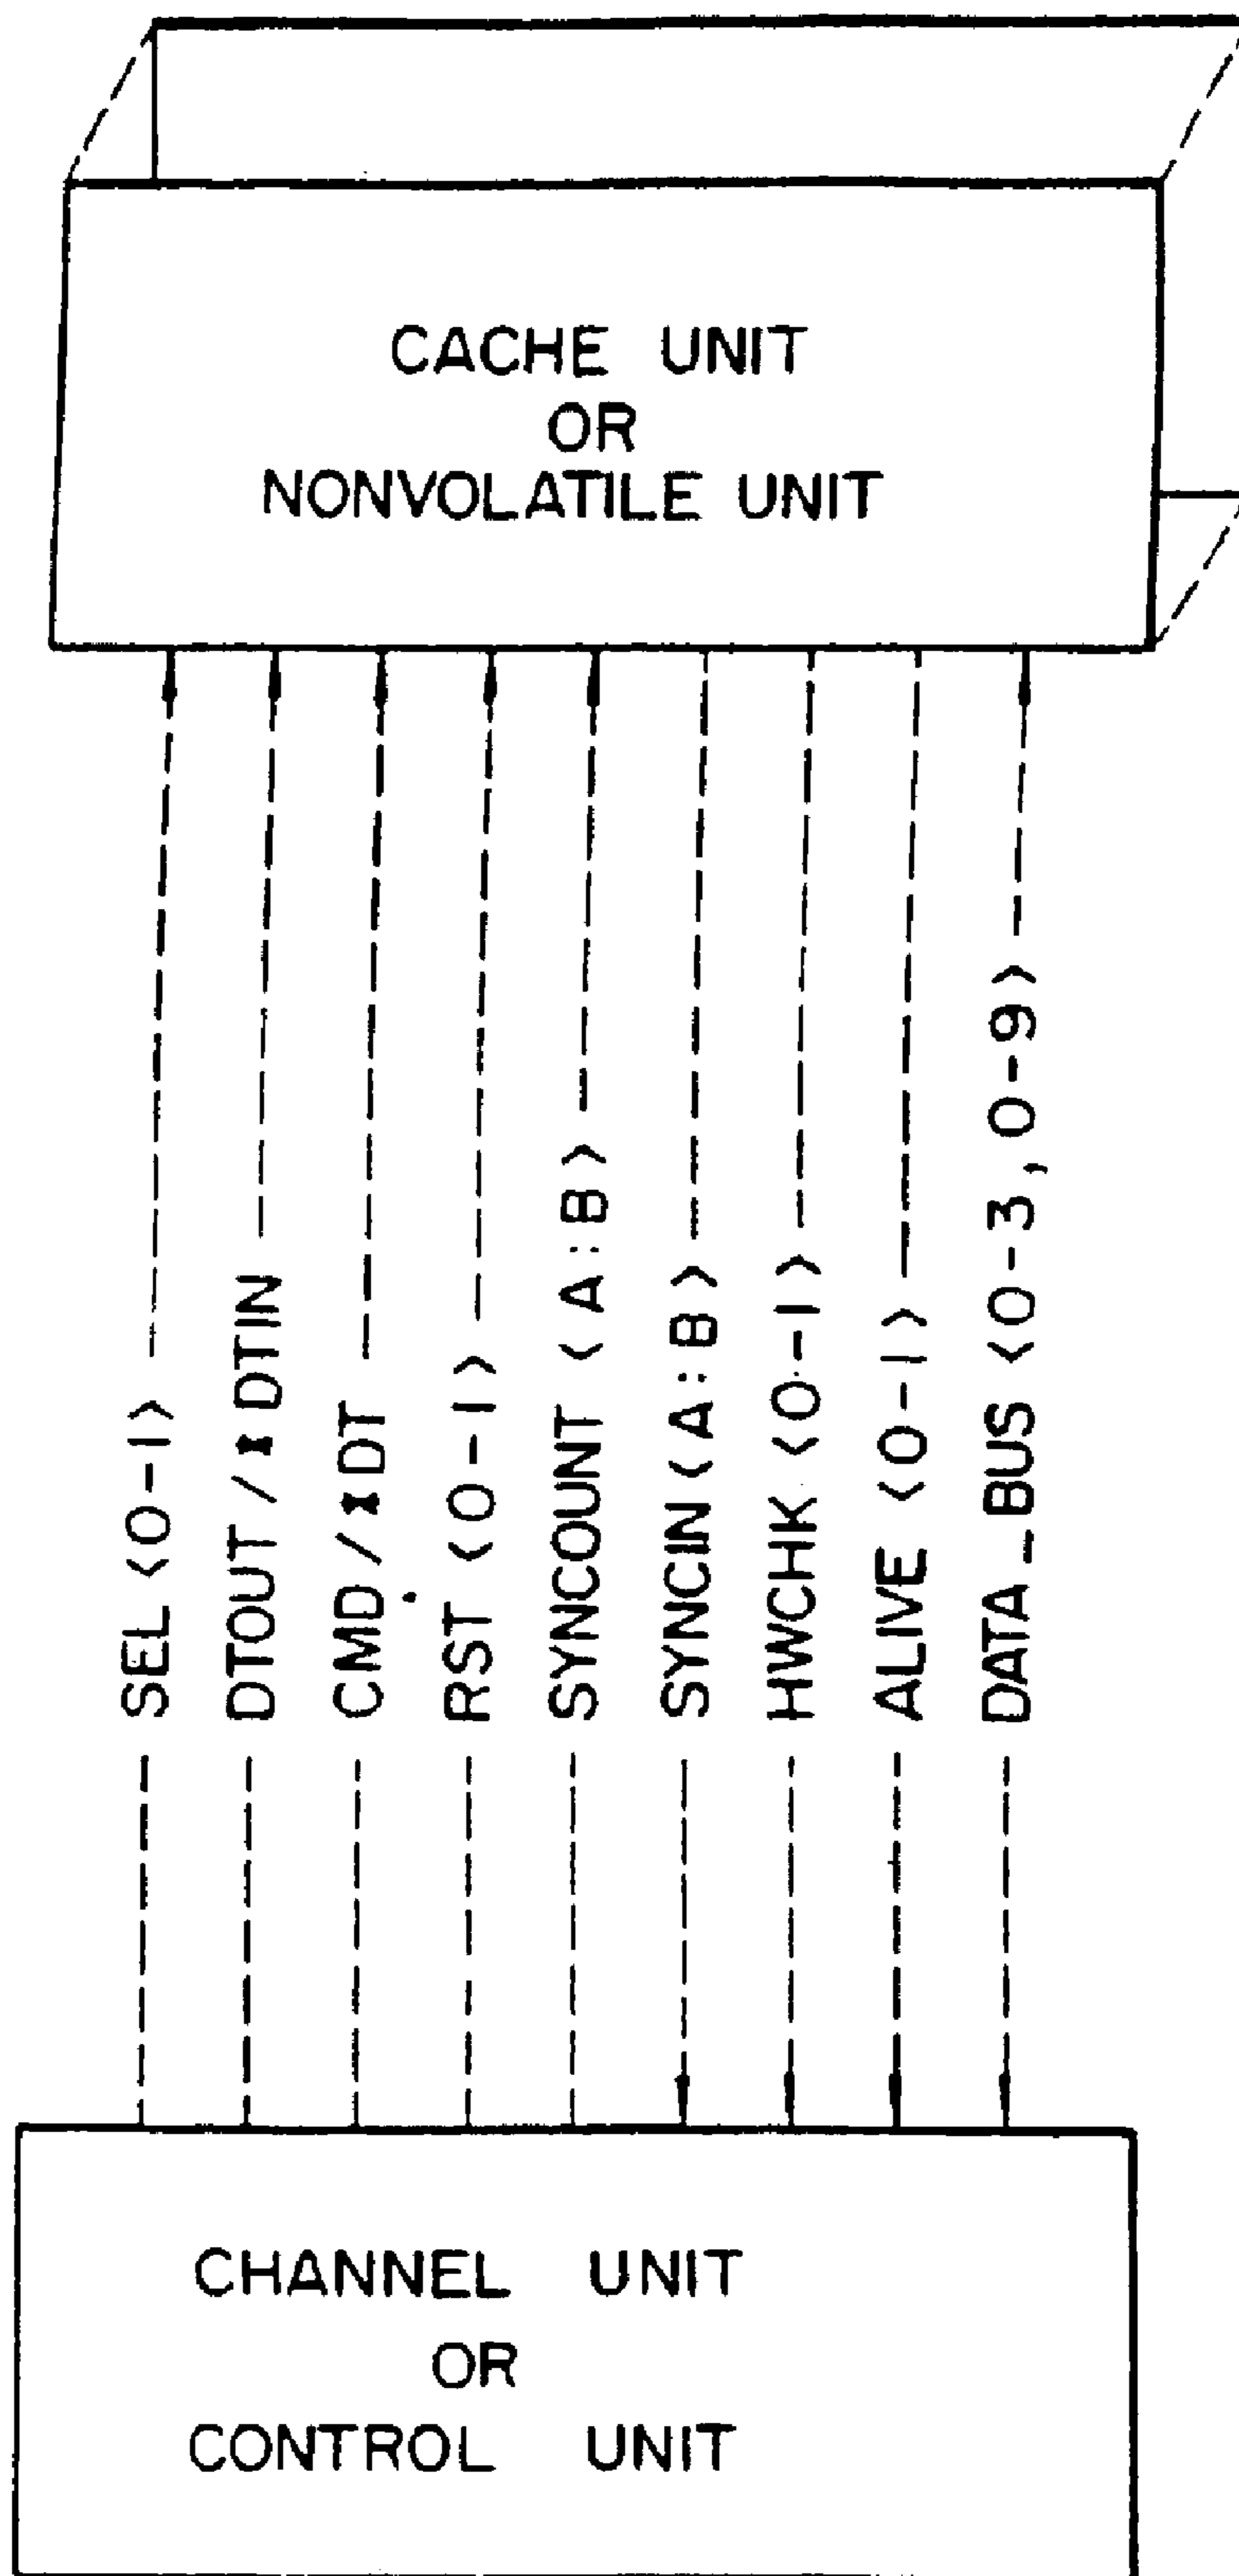 CACHE UNIT
OR
NONVOLATILE UNIT
SEL <0-1>
DTOUT/*DTIN
CMD/*DT
RST <0-1>
SYNCOUNT <A:B>
SYNCIN <A:B>
HWCHK <0-1>
ALIVE <0-1>
DATA_BUS <0-3,0-9>
CHANNEL UNIT
OR
CONTROL UNIT